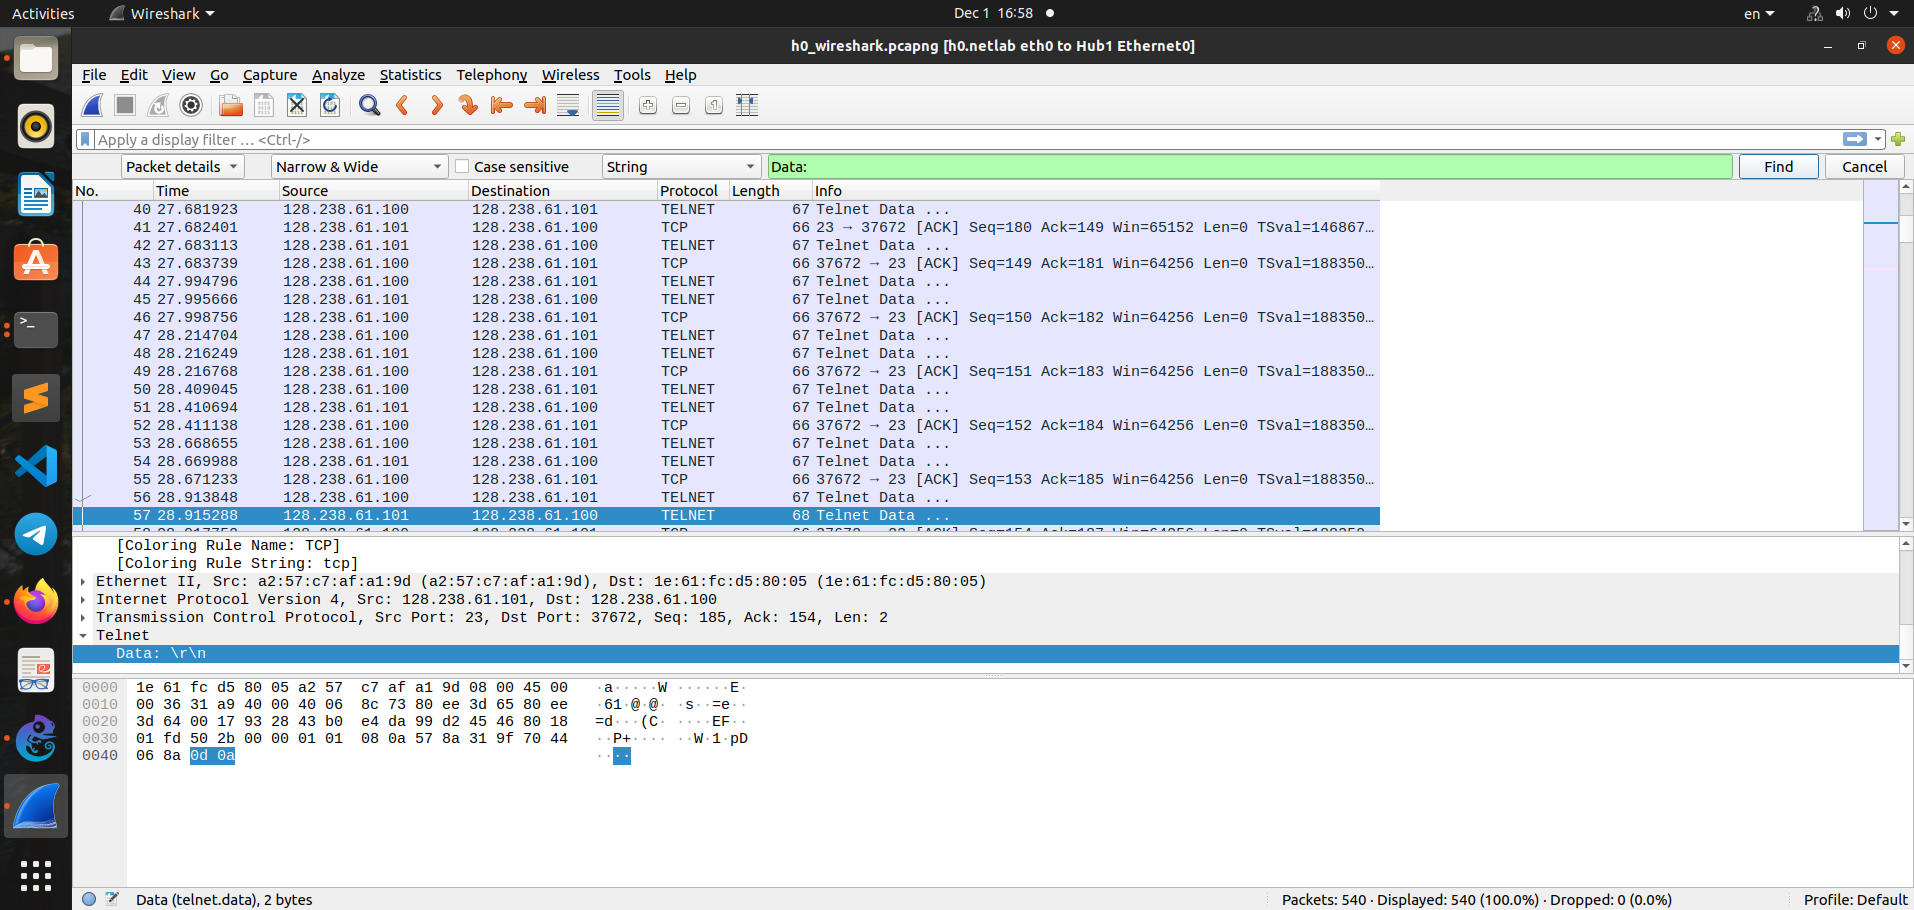 Activities Wireshark Dec 1 16:58 en
h0_wireshark.pcapng [h0.netlab eth0 to Hub1 Ethernet0]
File Edit View Go Capture Analyze Statistics Telephony Wireless Tools Help
Apply a display filter … <Ctrl-/>
Packet details Narrow & Wide Case sensitive String Data: Find Cancel
No. Time Source Destination Protocol Length Info
40 27.681923 128.238.61.100 128.238.61.101 TELNET 67 Telnet Data ...
41 27.682401 128.238.61.101 128.238.61.100 TCP 66 23 → 37672 [ACK] Seq=180 Ack=149 Win=65152 Len=0 TSval=146867…
42 27.683113 128.238.61.101 128.238.61.100 TELNET 67 Telnet Data ...
43 27.683739 128.238.61.100 128.238.61.101 TCP 66 37672 → 23 [ACK] Seq=149 Ack=181 Win=64256 Len=0 TSval=188350…
44 27.994796 128.238.61.100 128.238.61.101 TELNET 67 Telnet Data ...
45 27.995666 128.238.61.101 128.238.61.100 TELNET 67 Telnet Data ...
46 27.998756 128.238.61.100 128.238.61.101 TCP 66 37672 → 23 [ACK] Seq=150 Ack=182 Win=64256 Len=0 TSval=188350…
47 28.214704 128.238.61.100 128.238.61.101 TELNET 67 Telnet Data ...
48 28.216249 128.238.61.101 128.238.61.100 TELNET 67 Telnet Data ...
49 28.216768 128.238.61.100 128.238.61.101 TCP 66 37672 → 23 [ACK] Seq=151 Ack=183 Win=64256 Len=0 TSval=188350…
50 28.409045 128.238.61.100 128.238.61.101 TELNET 67 Telnet Data ...
51 28.410694 128.238.61.101 128.238.61.100 TELNET 67 Telnet Data ...
52 28.411138 128.238.61.100 128.238.61.101 TCP 66 37672 → 23 [ACK] Seq=152 Ack=184 Win=64256 Len=0 TSval=188350…
53 28.668655 128.238.61.100 128.238.61.101 TELNET 67 Telnet Data ...
54 28.669988 128.238.61.101 128.238.61.100 TELNET 67 Telnet Data ...
55 28.671233 128.238.61.100 128.238.61.101 TCP 66 37672 → 23 [ACK] Seq=153 Ack=185 Win=64256 Len=0 TSval=188350…
56 28.913848 128.238.61.100 128.238.61.101 TELNET 67 Telnet Data ...
57 28.915288 128.238.61.101 128.238.61.100 TELNET 68 Telnet Data ...
[Coloring Rule Name: TCP]
[Coloring Rule String: tcp]
Ethernet II, Src: a2:57:c7:af:a1:9d (a2:57:c7:af:a1:9d), Dst: 1e:61:fc:d5:80:05 (1e:61:fc:d5:80:05)
Internet Protocol Version 4, Src: 128.238.61.101, Dst: 128.238.61.100
Transmission Control Protocol, Src Port: 23, Dst Port: 37672, Seq: 185, Ack: 154, Len: 2
Telnet
Data: \r\n
0000 1e 61 fc d5 80 05 a2 57 c7 af a1 9d 08 00 45 00 ·a·····W ······E·
0010 00 36 31 a9 40 00 40 06 8c 73 80 ee 3d 65 80 ee ·61·@·@· ·s··=e··
0020 3d 64 00 17 93 28 43 b0 e4 da 99 d2 45 46 80 18 =d···(C· ····EF··
0030 01 fd 50 2b 00 00 01 01 08 0a 57 8a 31 9f 70 44 ··P+···· ··W·1·pD
0040 06 8a 0d 0a ····
Data (telnet.data), 2 bytes Packets: 540 · Displayed: 540 (100.0%) · Dropped: 0 (0.0%) Profile: Default